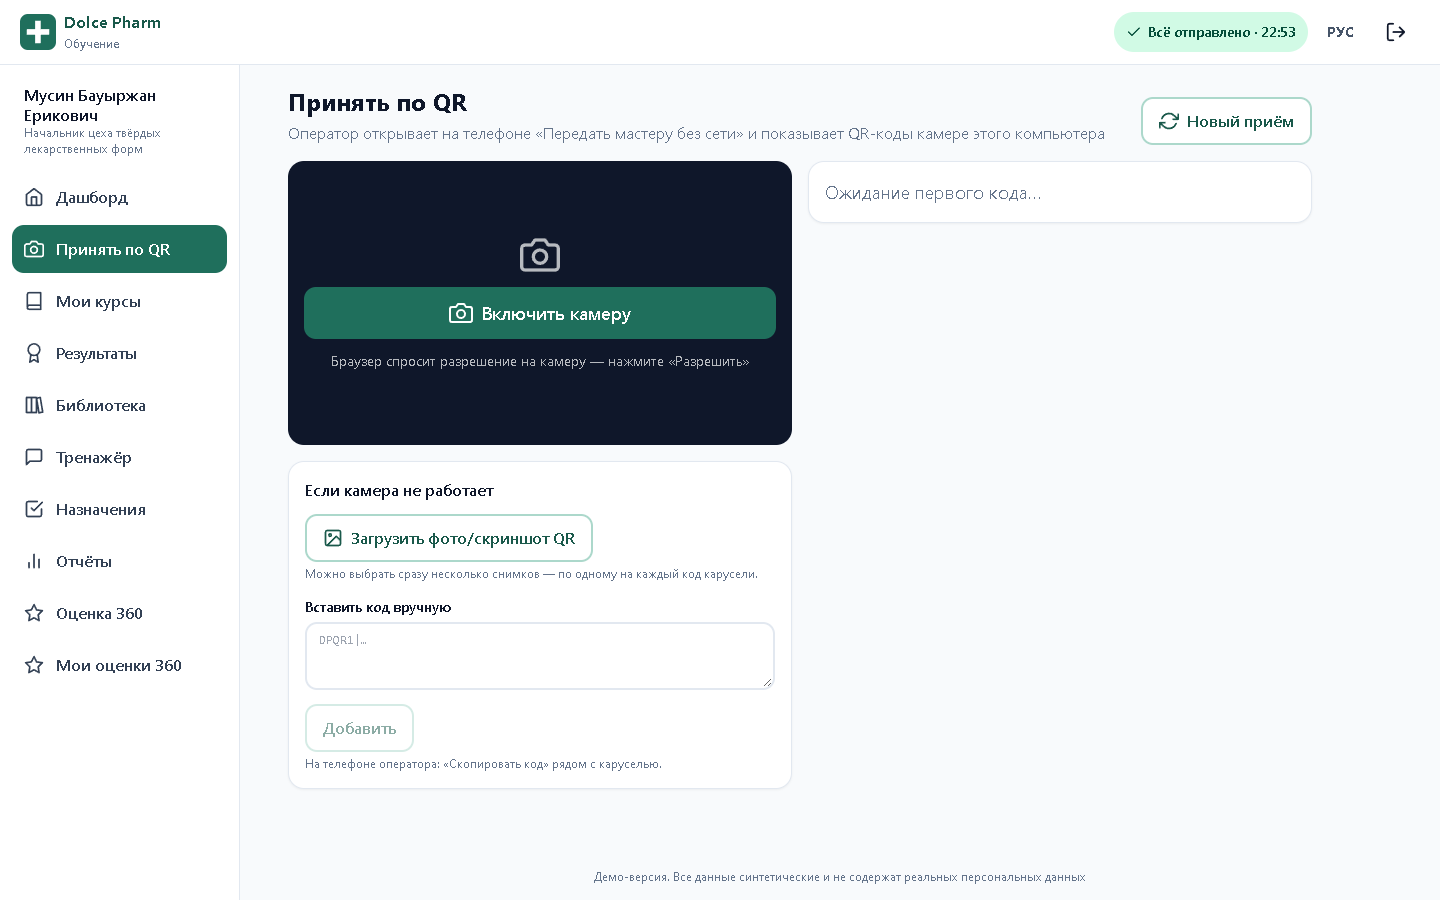 Dolce Pharm
Обучение
Всё отправлено · 22:53
РУС
Мусин Бауыржан
Ерикович
Начальник цеха твёрдых
лекарственных форм
Дашборд
Принять по QR
Мои курсы
Результаты
Библиотека
Тренажёр
Назначения
Отчёты
Оценка 360
Мои оценки 360
Принять по QR
Оператор открывает на телефоне «Передать мастеру без сети» и показывает QR-коды камере этого компьютера
Новый приём
Включить камеру
Браузер спросит разрешение на камеру — нажмите «Разрешить»
Ожидание первого кода...
Если камера не работает
Загрузить фото/скриншот QR
Можно выбрать сразу несколько снимков — по одному на каждый код карусели.
Вставить код вручную
DPQR1|…
Добавить
На телефоне оператора: «Скопировать код» рядом с каруселью.
Демо-версия. Все данные синтетические и не содержат реальных персональных данных